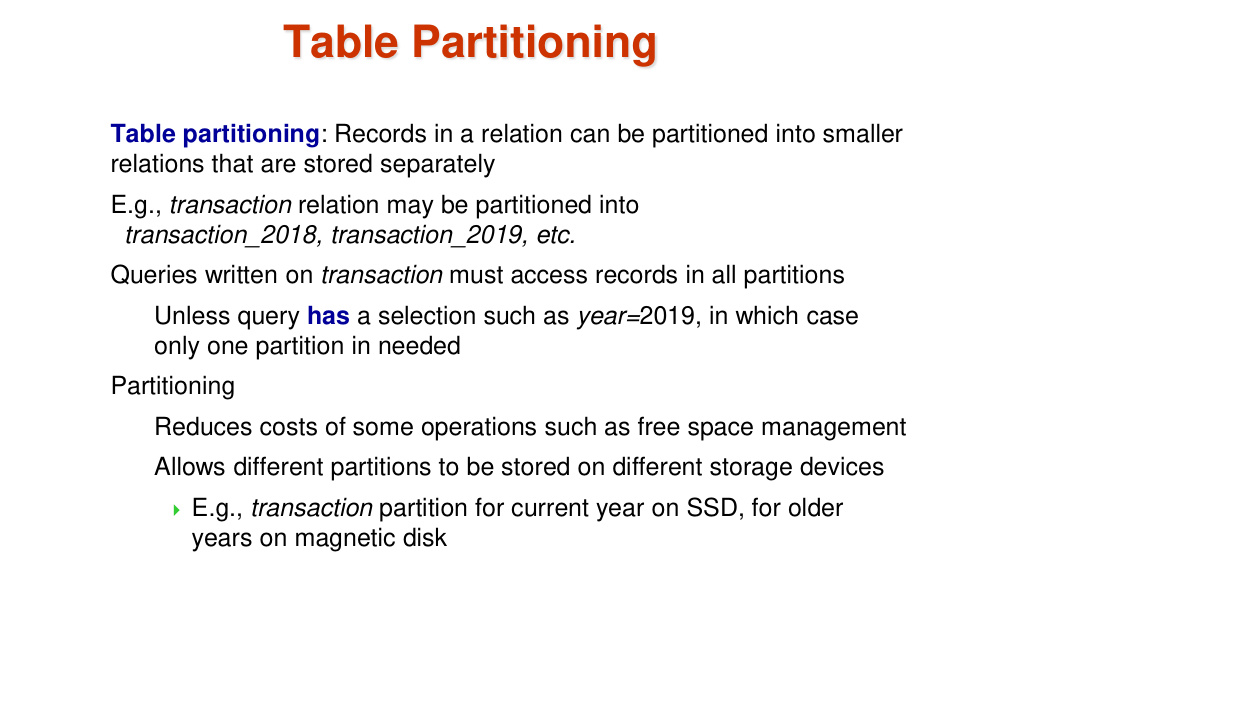 Table Partitioning
Table partitioning: Records in a relation can be partitioned into smaller
relations that are stored separately
E.g., transaction relation may be partitioned into
transaction_2018, transaction_2019, etc.
Queries written on transaction must access records in all partitions
Unless query has a selection such as year=2019, in which case
only one partition in needed
Partitioning
Reduces costs of some operations such as free space management
Allows different partitions to be stored on different storage devices
E.g., transaction partition for current year on SSD, for older
years on magnetic disk